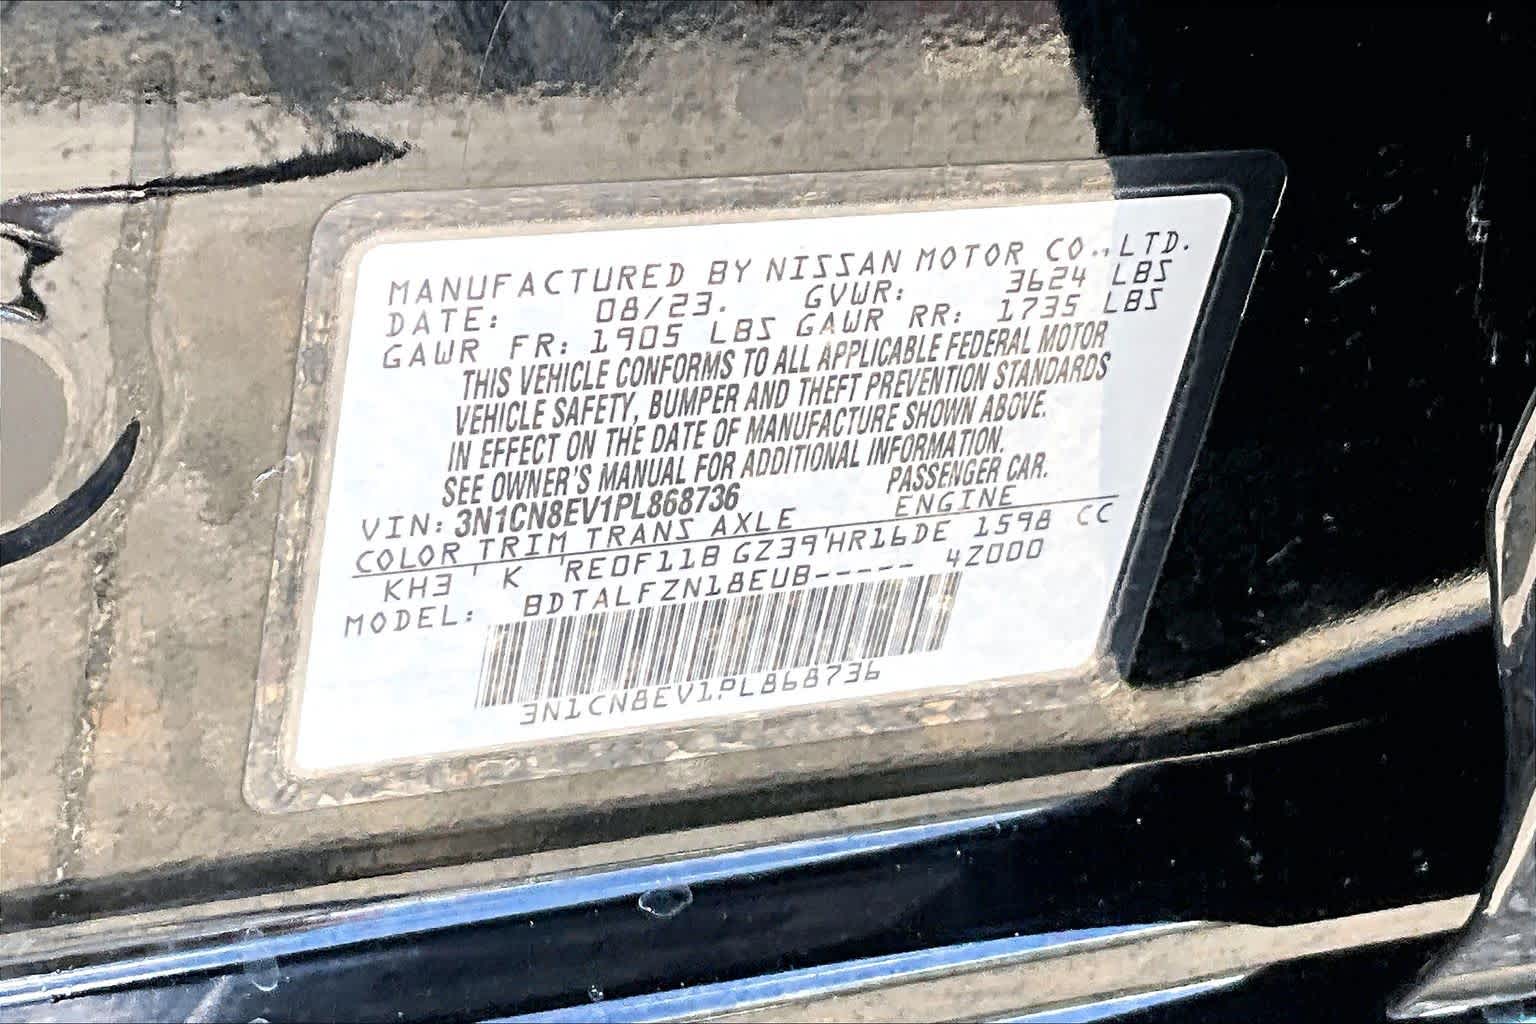 MANUFACTURED BY NISSAN MOTOR CO., LTD.
DATE: 08/23. GVWR: 3624 LBS
GAWR FR: 1905 LBS GAWR RR: 1735 LBS
THIS VEHICLE CONFORMS TO ALL APPLICABLE FEDERAL MOTOR
VEHICLE SAFETY, BUMPER AND THEFT PREVENTION STANDARDS
IN EFFECT ON THE DATE OF MANUFACTURE SHOWN ABOVE.
SEE OWNER'S MANUAL FOR ADDITIONAL INFORMATION.
VIN: 3N1CN8EV1PL868736 PASSENGER CAR.
COLOR TRIM TRANS AXLE ENGINE
KH3 ' K 'RE0F11B GZ39'HR16DE 1598 CC
MODEL: BDTALFZN18EUB----- 4Z000
3N1CN8EV1PL868736